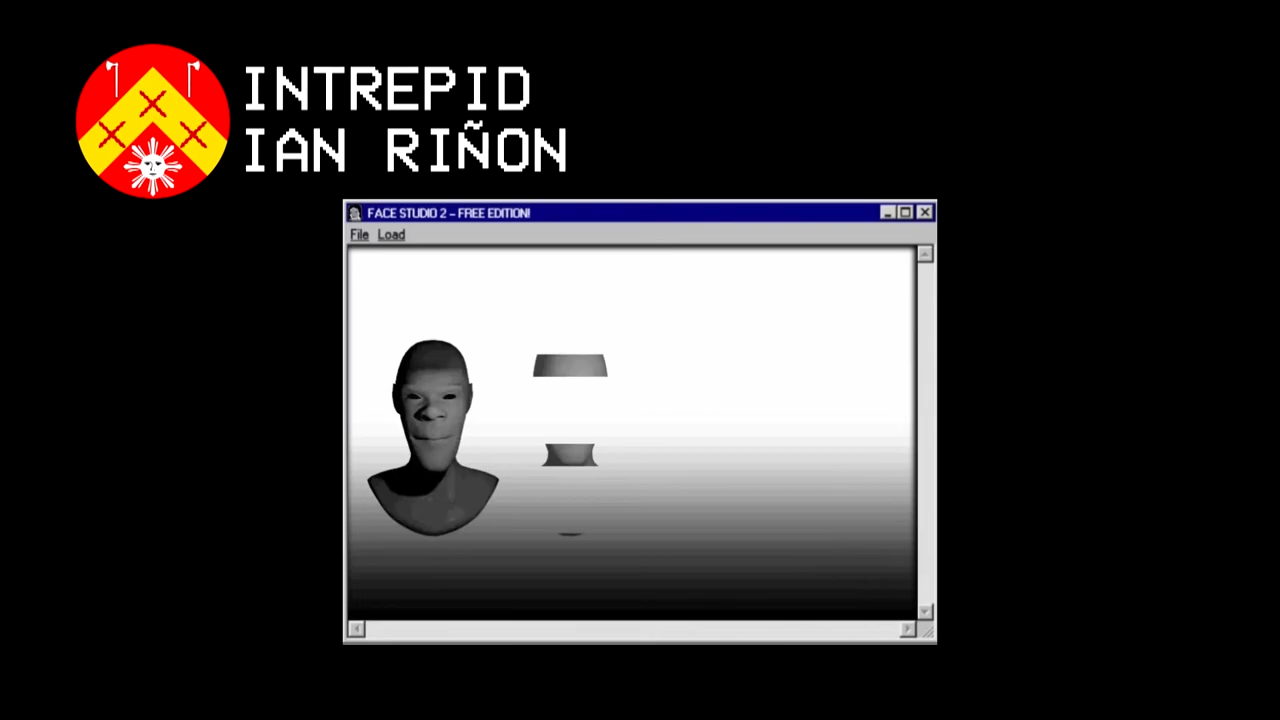 INTREPID
IAN RIÑON
FACE STUDIO 2 – FREE EDITION!
File Load